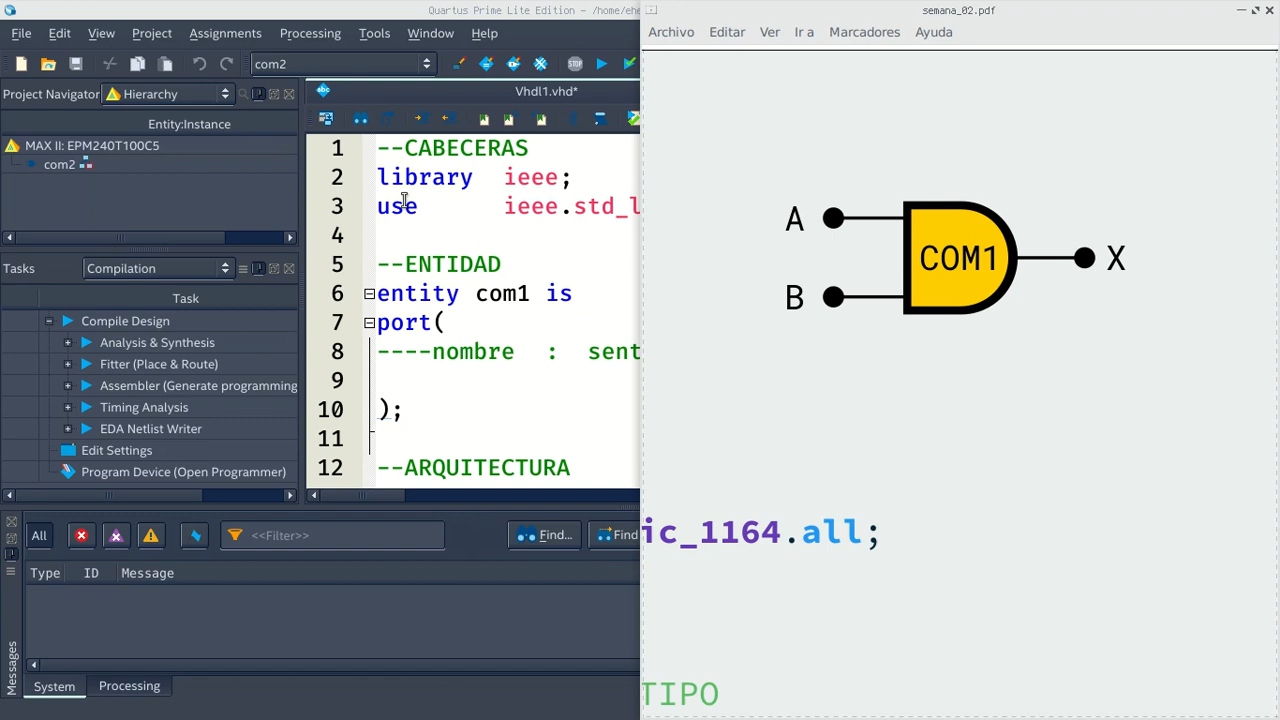 Quartus Prime Lite Edition - /home/ehe
File Edit View Project Assignments Processing Tools Window Help
com2
Project Navigator Hierarchy
Entity:Instance
MAX II: EPM240T100C5
com2
Tasks Compilation
Task
Compile Design
Analysis & Synthesis
Fitter (Place & Route)
Assembler (Generate programming
Timing Analysis
EDA Netlist Writer
Edit Settings
Program Device (Open Programmer)
Vhdl1.vhd*
1 --CABECERAS
2 library ieee;
3 use ieee.std_l
4
5 --ENTIDAD
6 entity com1 is
7 port(
8 ----nombre : sent
9
10 );
11
12 --ARQUITECTURA
All <<Filter>> Find... Find
Type ID Message
Messages
System Processing
semana_02.pdf
Archivo Editar Ver Ir a Marcadores Ayuda
A
COM1 X
B
ic_1164.all;
TIPO